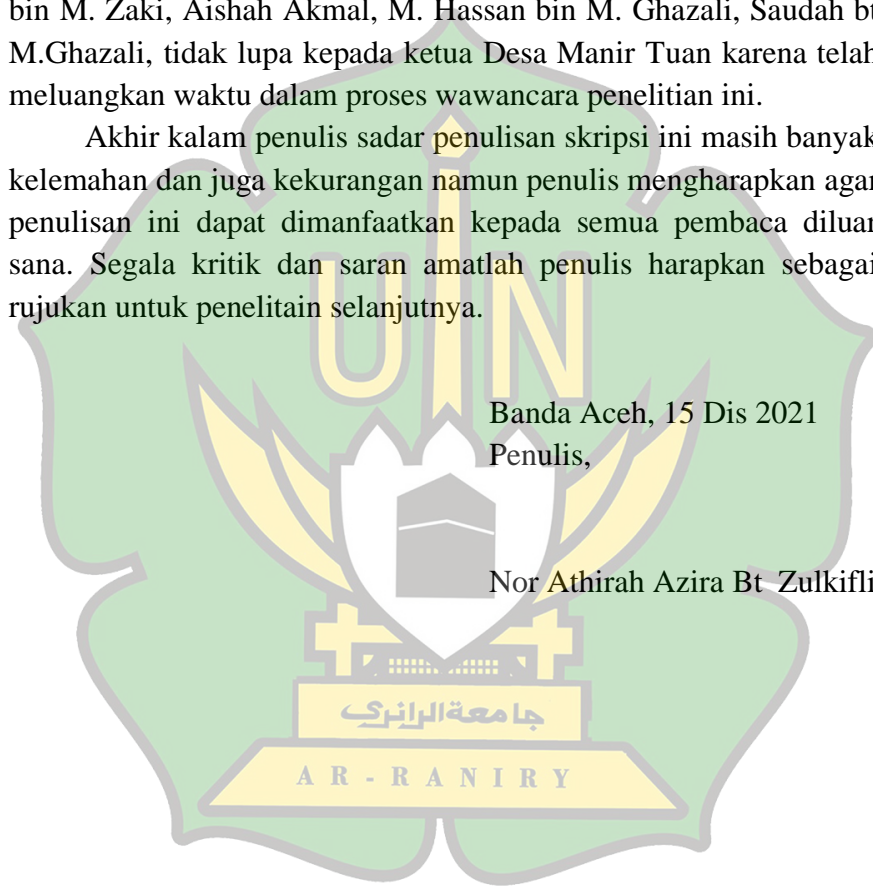 bin M. Zaki, Aishah Akmal, M. Hassan bin M. Ghazali, Saudah bt
M.Ghazali, tidak lupa kepada ketua Desa Manir Tuan karena telah
meluangkan waktu dalam proses wawancara penelitian ini.
Akhir kalam penulis sadar penulisan skripsi ini masih banyak
kelemahan dan juga kekurangan namun penulis mengharapkan agar
penulisan ini dapat dimanfaatkan kepada semua pembaca diluar
sana. Segala kritik dan saran amatlah penulis harapkan sebagai
rujukan untuk penelitain selanjutnya.
UIN
Banda Aceh, 15 Dis 2021
Penulis,
Nor Athirah Azira Bt Zulkifli
جامعةالرانري
AR-RANIRY